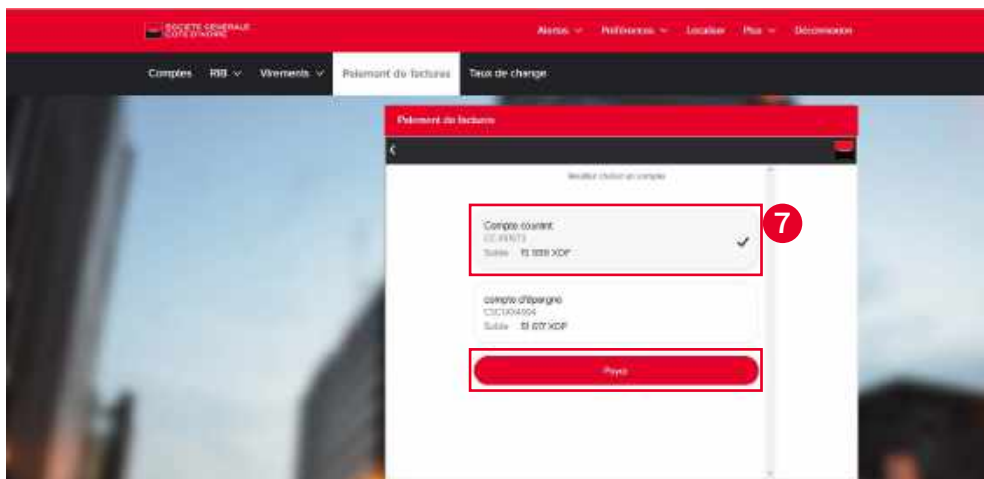 SOCIETE GENERALE
COTE D'IVOIRE
Alertes Préférences Localiser Plus Déconnexion
Comptes RIB Virements Paiement de factures Taux de change
Paiement de factures
Veuillez choisir un compte
Compte courant
Solde XOF
7
compte d'épargne
Solde XOF
Payer